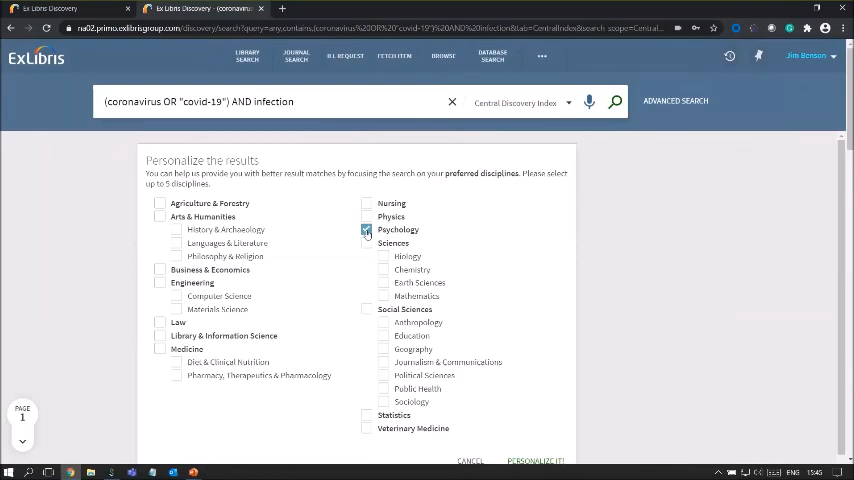 Ex Libris Discovery
Ex Libris Discovery - (coronavirus
na02.primo.exlibrisgroup.com/discovery/search?query=any,contains,(coronavirus%20OR%20"covid-19")%20AND%20infection&tab=CentralIndex&search_scope=Central...
ExLibris
LIBRARY SEARCH
JOURNAL SEARCH
ILL REQUEST
FETCH ITEM
BROWSE
DATABASE SEARCH
Jim Benson
(coronavirus OR "covid-19") AND infection
Central Discovery Index
ADVANCED SEARCH
Personalize the results
You can help us provide you with better result matches by focusing the search on your preferred disciplines. Please select
up to 5 disciplines.
Agriculture & Forestry
Arts & Humanities
History & Archaeology
Languages & Literature
Philosophy & Religion
Business & Economics
Engineering
Computer Science
Materials Science
Law
Library & Information Science
Medicine
Diet & Clinical Nutrition
Pharmacy, Therapeutics & Pharmacology
Nursing
Physics
Psychology
Sciences
Biology
Chemistry
Earth Sciences
Mathematics
Social Sciences
Anthropology
Education
Geography
Journalism & Communications
Political Sciences
Public Health
Sociology
Statistics
Veterinary Medicine
CANCEL
PERSONALIZE IT!
PAGE
1
ENG
15:45